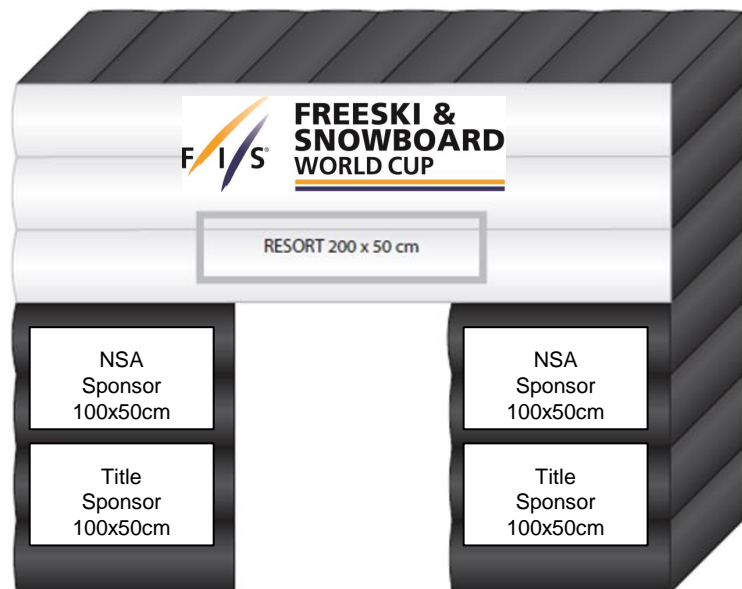 FIS®
FREESKI &
SNOWBOARD
WORLD CUP
RESORT 200 x 50 cm
NSA
Sponsor
100x50cm
NSA
Sponsor
100x50cm
Title
Sponsor
100x50cm
Title
Sponsor
100x50cm